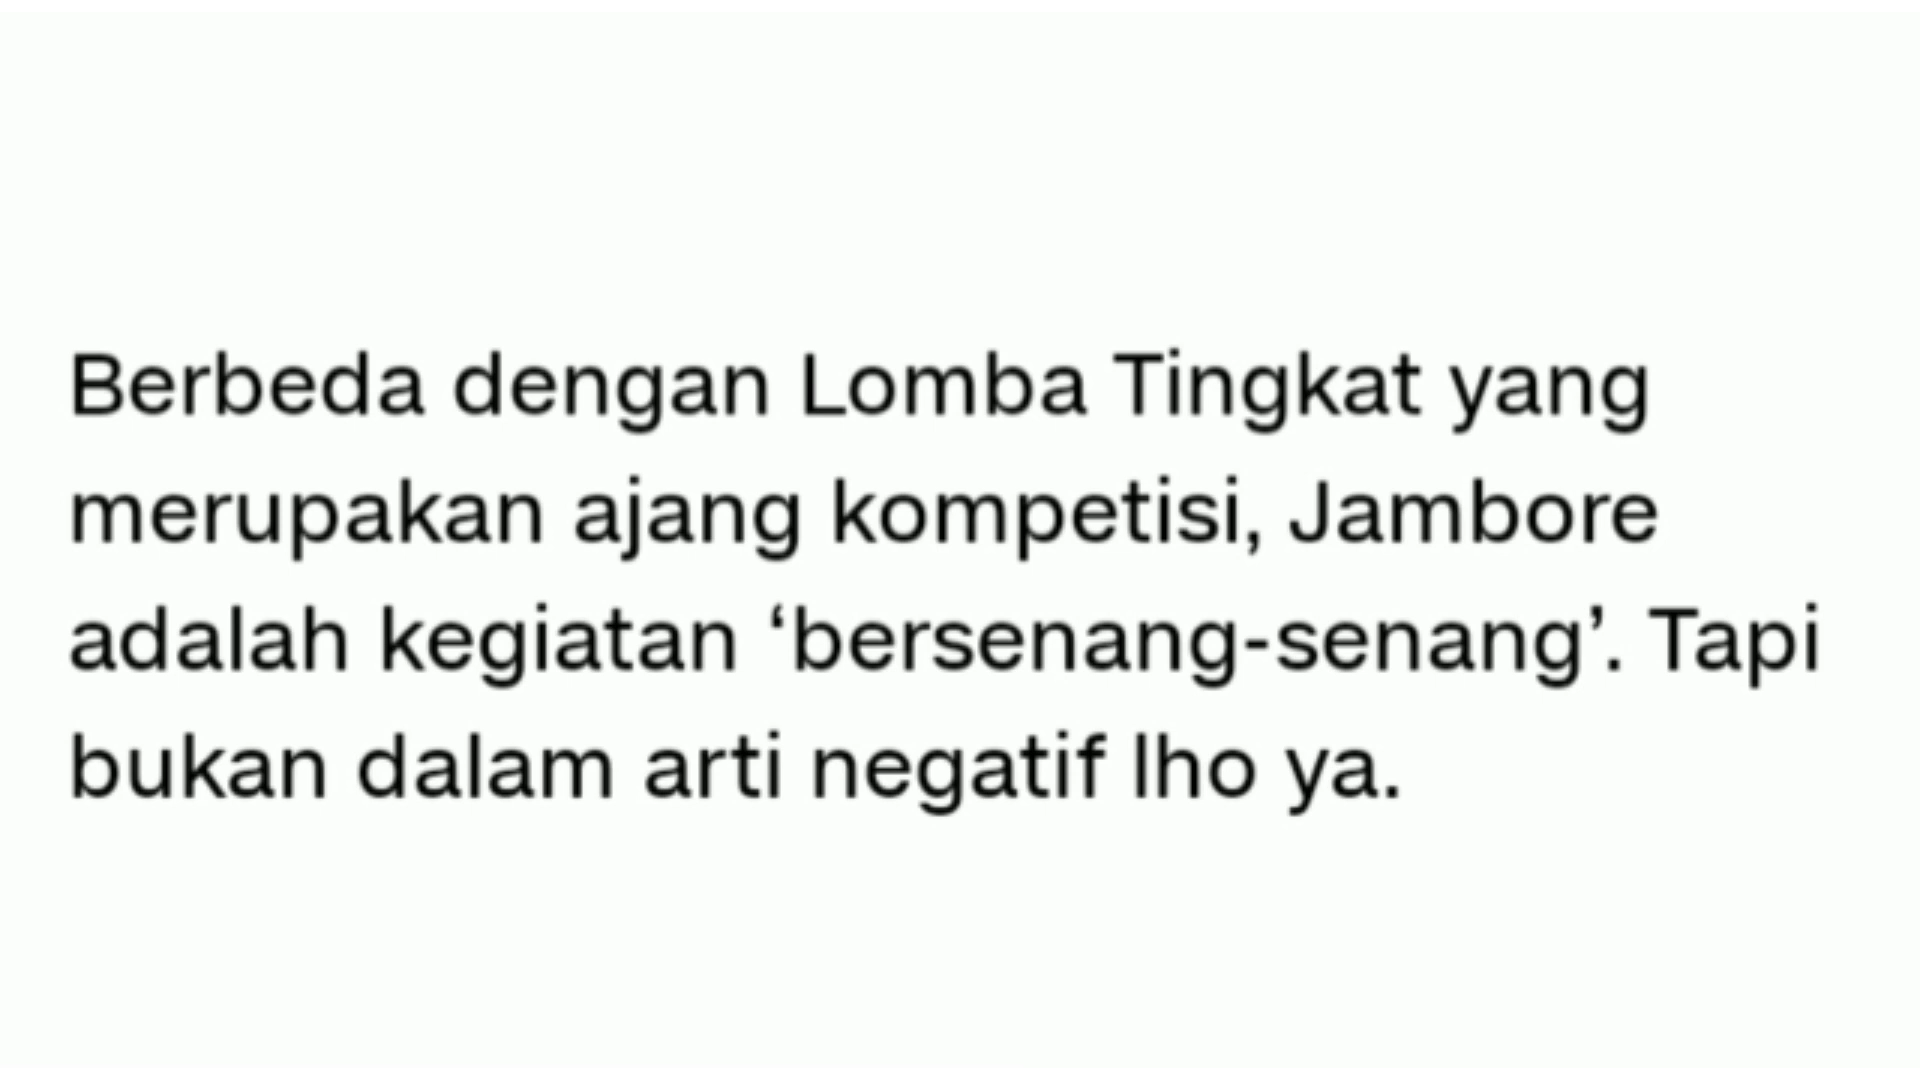 Berbeda dengan Lomba Tingkat yang
merupakan ajang kompetisi, Jambore
adalah kegiatan ‘bersenang-senang’. Tapi
bukan dalam arti negatif lho ya.